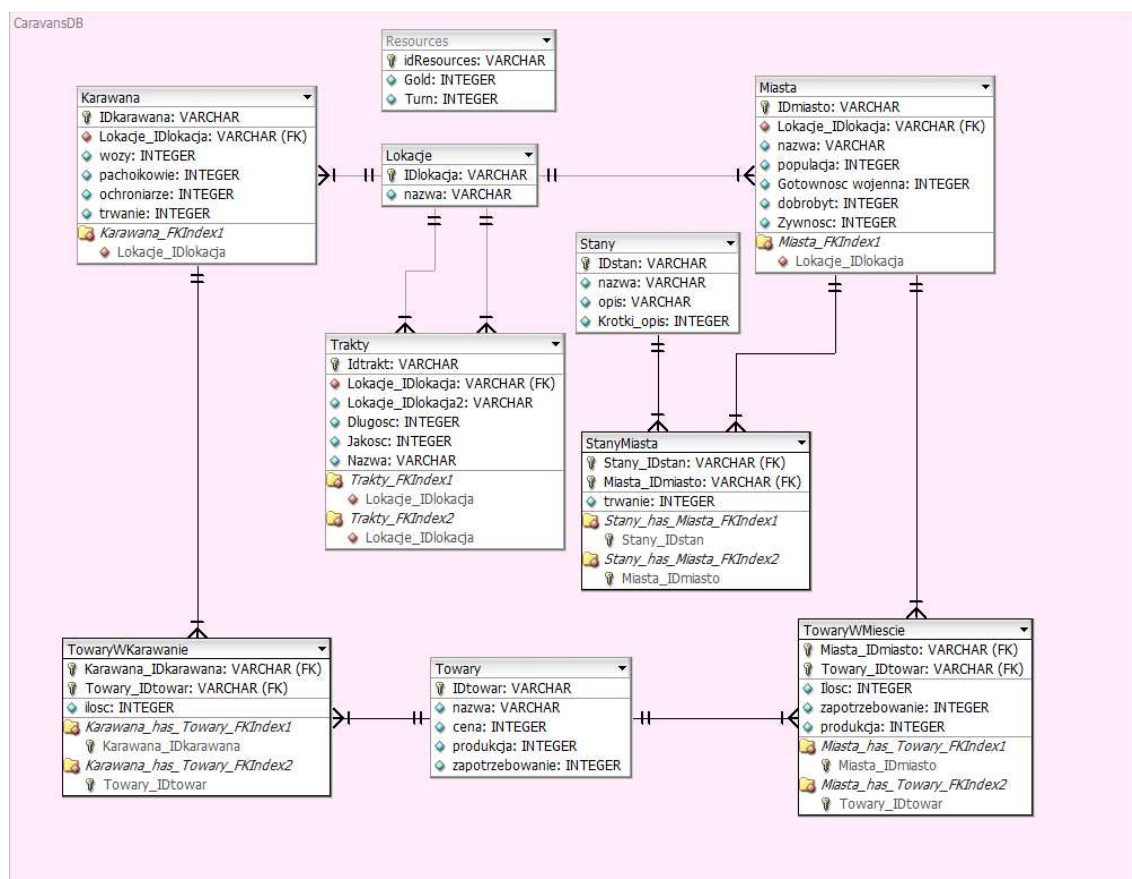 CaravansDB
Resources
idResources: VARCHAR
Gold: INTEGER
Turn: INTEGER
Karawana
IDkarawana: VARCHAR
Lokacje_IDlokacja: VARCHAR (FK)
wozy: INTEGER
pachoikowie: INTEGER
ochroniarze: INTEGER
trwanie: INTEGER
Karawana_FKIndex1
Lokacje_IDlokacja
Lokacje
IDlokacja: VARCHAR
nazwa: VARCHAR
Miasta
IDmiasto: VARCHAR
Lokacje_IDlokacja: VARCHAR (FK)
nazwa: VARCHAR
populacja: INTEGER
Gotownosc wojenna: INTEGER
dobrobyt: INTEGER
Zywnosc: INTEGER
Miasta_FKIndex1
Lokacje_IDlokacja
Stany
IDstan: VARCHAR
nazwa: VARCHAR
opis: VARCHAR
Krotki_opis: INTEGER
Trakty
Idtrakt: VARCHAR
Lokacje_IDlokacja: VARCHAR (FK)
Lokacje_IDlokacja2: VARCHAR
Dlugosc: INTEGER
Jakosc: INTEGER
Nazwa: VARCHAR
Trakty_FKIndex1
Lokacje_IDlokacja
Trakty_FKIndex2
Lokacje_IDlokacja
StanyMiasta
Stany_IDstan: VARCHAR (FK)
Miasta_IDmiasto: VARCHAR (FK)
trwanie: INTEGER
Stany_has_Miasta_FKIndex1
Stany_IDstan
Stany_has_Miasta_FKIndex2
Miasta_IDmiasto
TowaryWKarawanie
Karawana_IDkarawana: VARCHAR (FK)
Towary_IDtowar: VARCHAR (FK)
ilosc: INTEGER
Karawana_has_Towary_FKIndex1
Karawana_IDkarawana
Karawana_has_Towary_FKIndex2
Towary_IDtowar
Towary
IDtowar: VARCHAR
nazwa: VARCHAR
cena: INTEGER
produkcja: INTEGER
zapotrzebowanie: INTEGER
TowaryWMiescie
Miasta_IDmiasto: VARCHAR (FK)
Towary_IDtowar: VARCHAR (FK)
Ilosc: INTEGER
zapotrzebowanie: INTEGER
produkcja: INTEGER
Miasta_has_Towary_FKIndex1
Miasta_IDmiasto
Miasta_has_Towary_FKIndex2
Towary_IDtowar